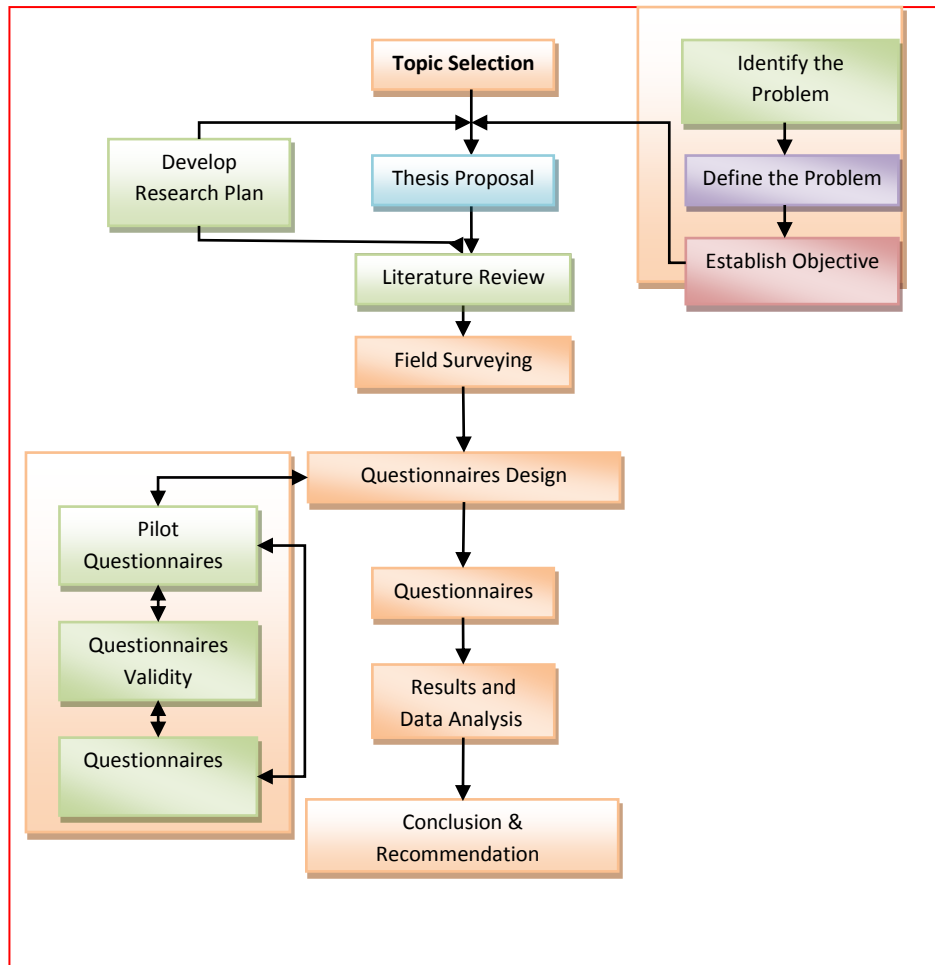 Topic Selection
Identify the
Problem
Develop
Research Plan
Thesis Proposal
Define the Problem
Establish Objective
Literature Review
Field Surveying
Questionnaires Design
Pilot
Questionnaires
Questionnaires
Validity
Questionnaires
Questionnaires
Results and
Data Analysis
Conclusion &
Recommendation